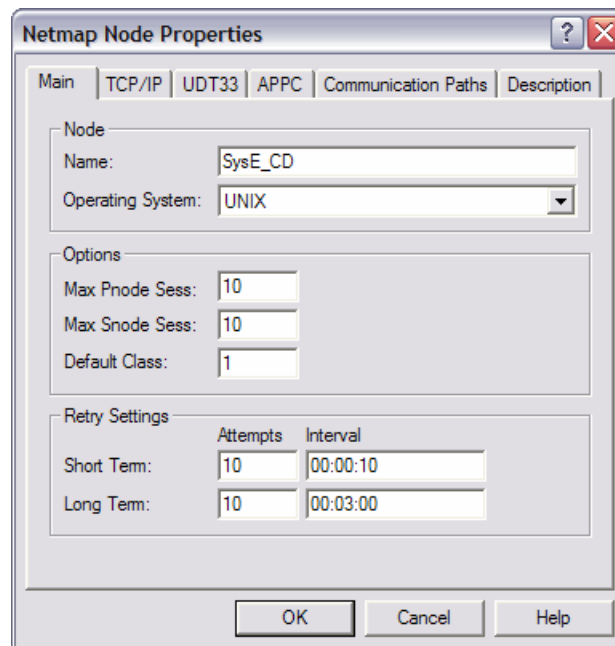 Netmap Node Properties
?
Main TCP/IP UDT33 APPC Communication Paths Description
Node
Name: SysE_CD
Operating System: UNIX
Options
Max Pnode Sess: 10
Max Snode Sess: 10
Default Class: 1
Retry Settings
Attempts Interval
Short Term: 10 00:00:10
Long Term: 10 00:03:00
OK Cancel Help